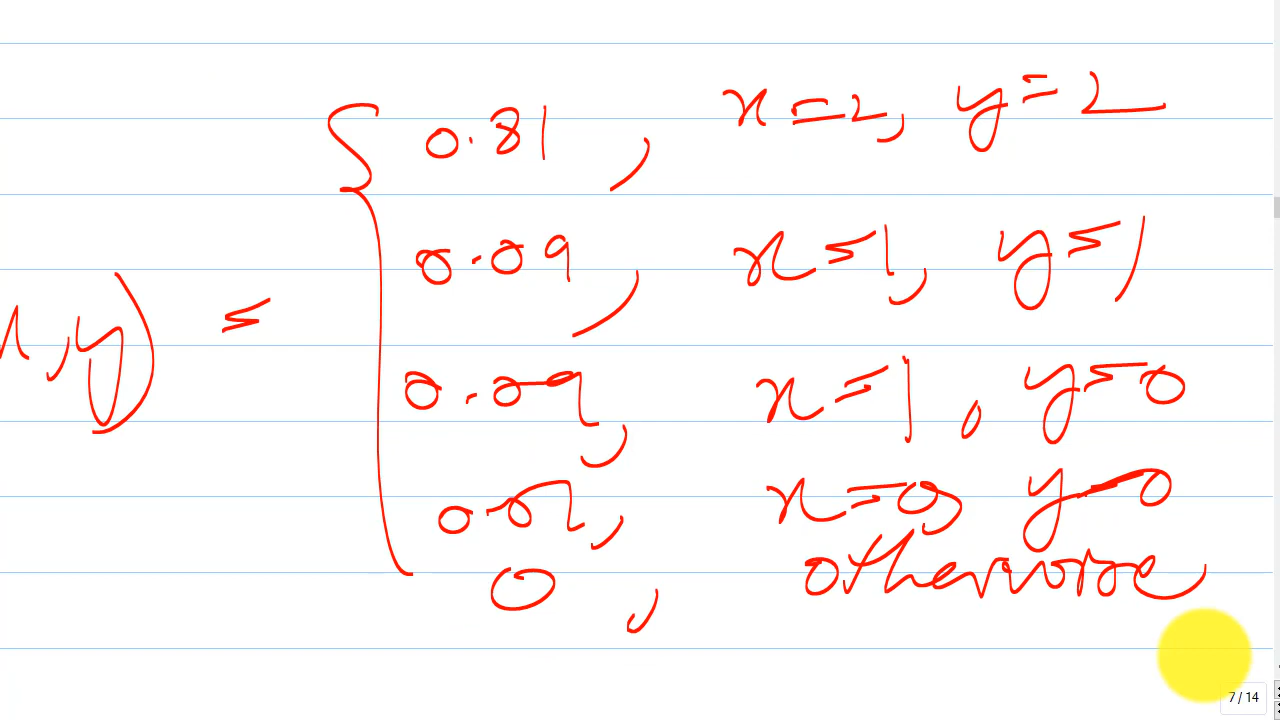 0.81, x=2, y=2
0.09, x=1, y=1
x,y) = { 0.09, x=1, y=0
0.01, x=0, y=0
0, otherwise
7 / 14